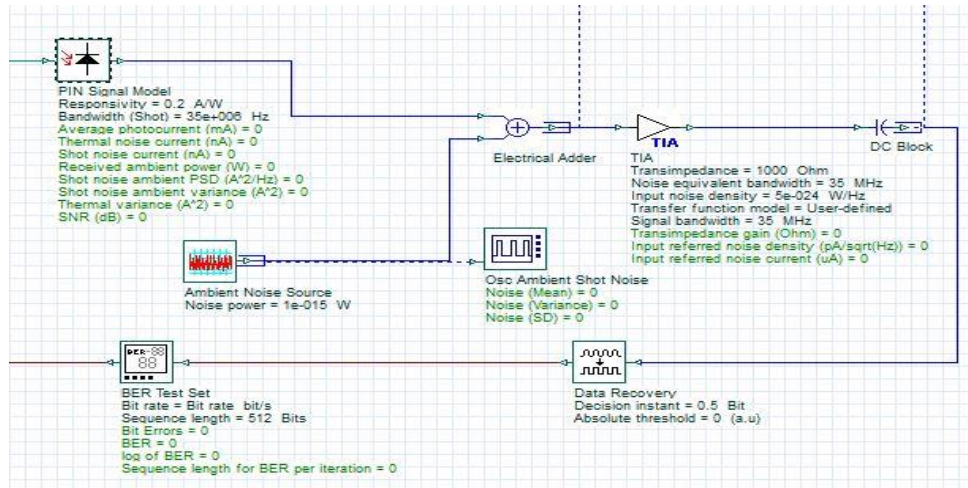 PIN Signal Model
Responsivity = 0.2 A/W
Bandwidth (Shot) = 35e+006 Hz
Average photocurrent (mA) = 0
Thermal noise current (nA) = 0
Shot noise current (nA) = 0
Received ambient power (W) = 0
Shot noise ambient PSD (A^2/Hz) = 0
Shot noise ambient variance (A^2) = 0
Thermal variance (A^2) = 0
SNR (dB) = 0
Electrical Adder
TIA
TIA
Transimpedance = 1000 Ohm
Noise equivalent bandwidth = 35 MHz
Input noise density = 5e-024 W/Hz
Transfer function model = User-defined
Signal bandwidth = 35 MHz
Transimpedance gain (Ohm) = 0
Input referred noise density (pA/sqrt(Hz)) = 0
Input referred noise current (uA) = 0
DC Block
Ambient Noise Source
Noise power = 1e-015 W
Osc Ambient Shot Noise
Noise (Mean) = 0
Noise (Variance) = 0
Noise (SD) = 0
BER-88
88
BER Test Set
Bit rate = Bit rate bit/s
Sequence length = 512 Bits
Bit Errors = 0
BER = 0
log of BER = 0
Sequence length for BER per iteration = 0
Data Recovery
Decision instant = 0.5 Bit
Absolute threshold = 0 (a.u)